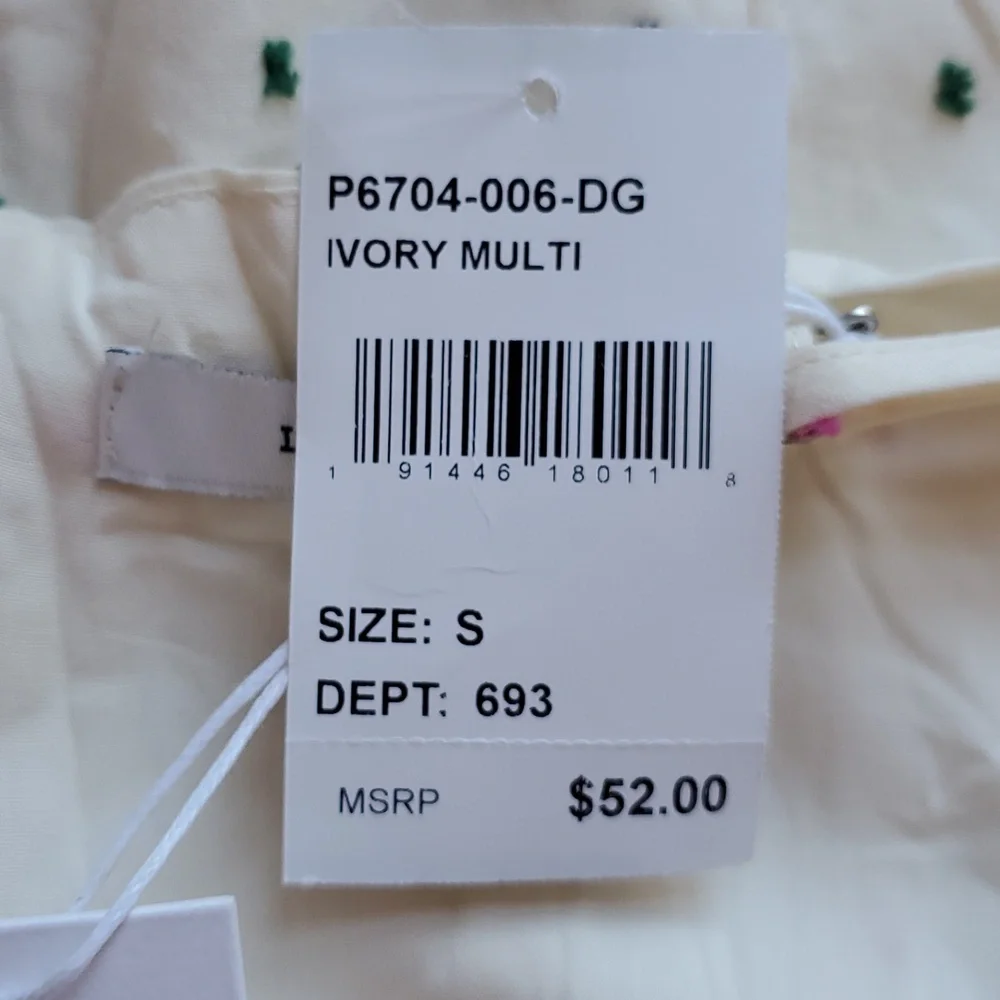 P6704-006-DG
IVORY MULTI
1 91446 18011 8
SIZE: S
DEPT: 693
MSRP $52.00